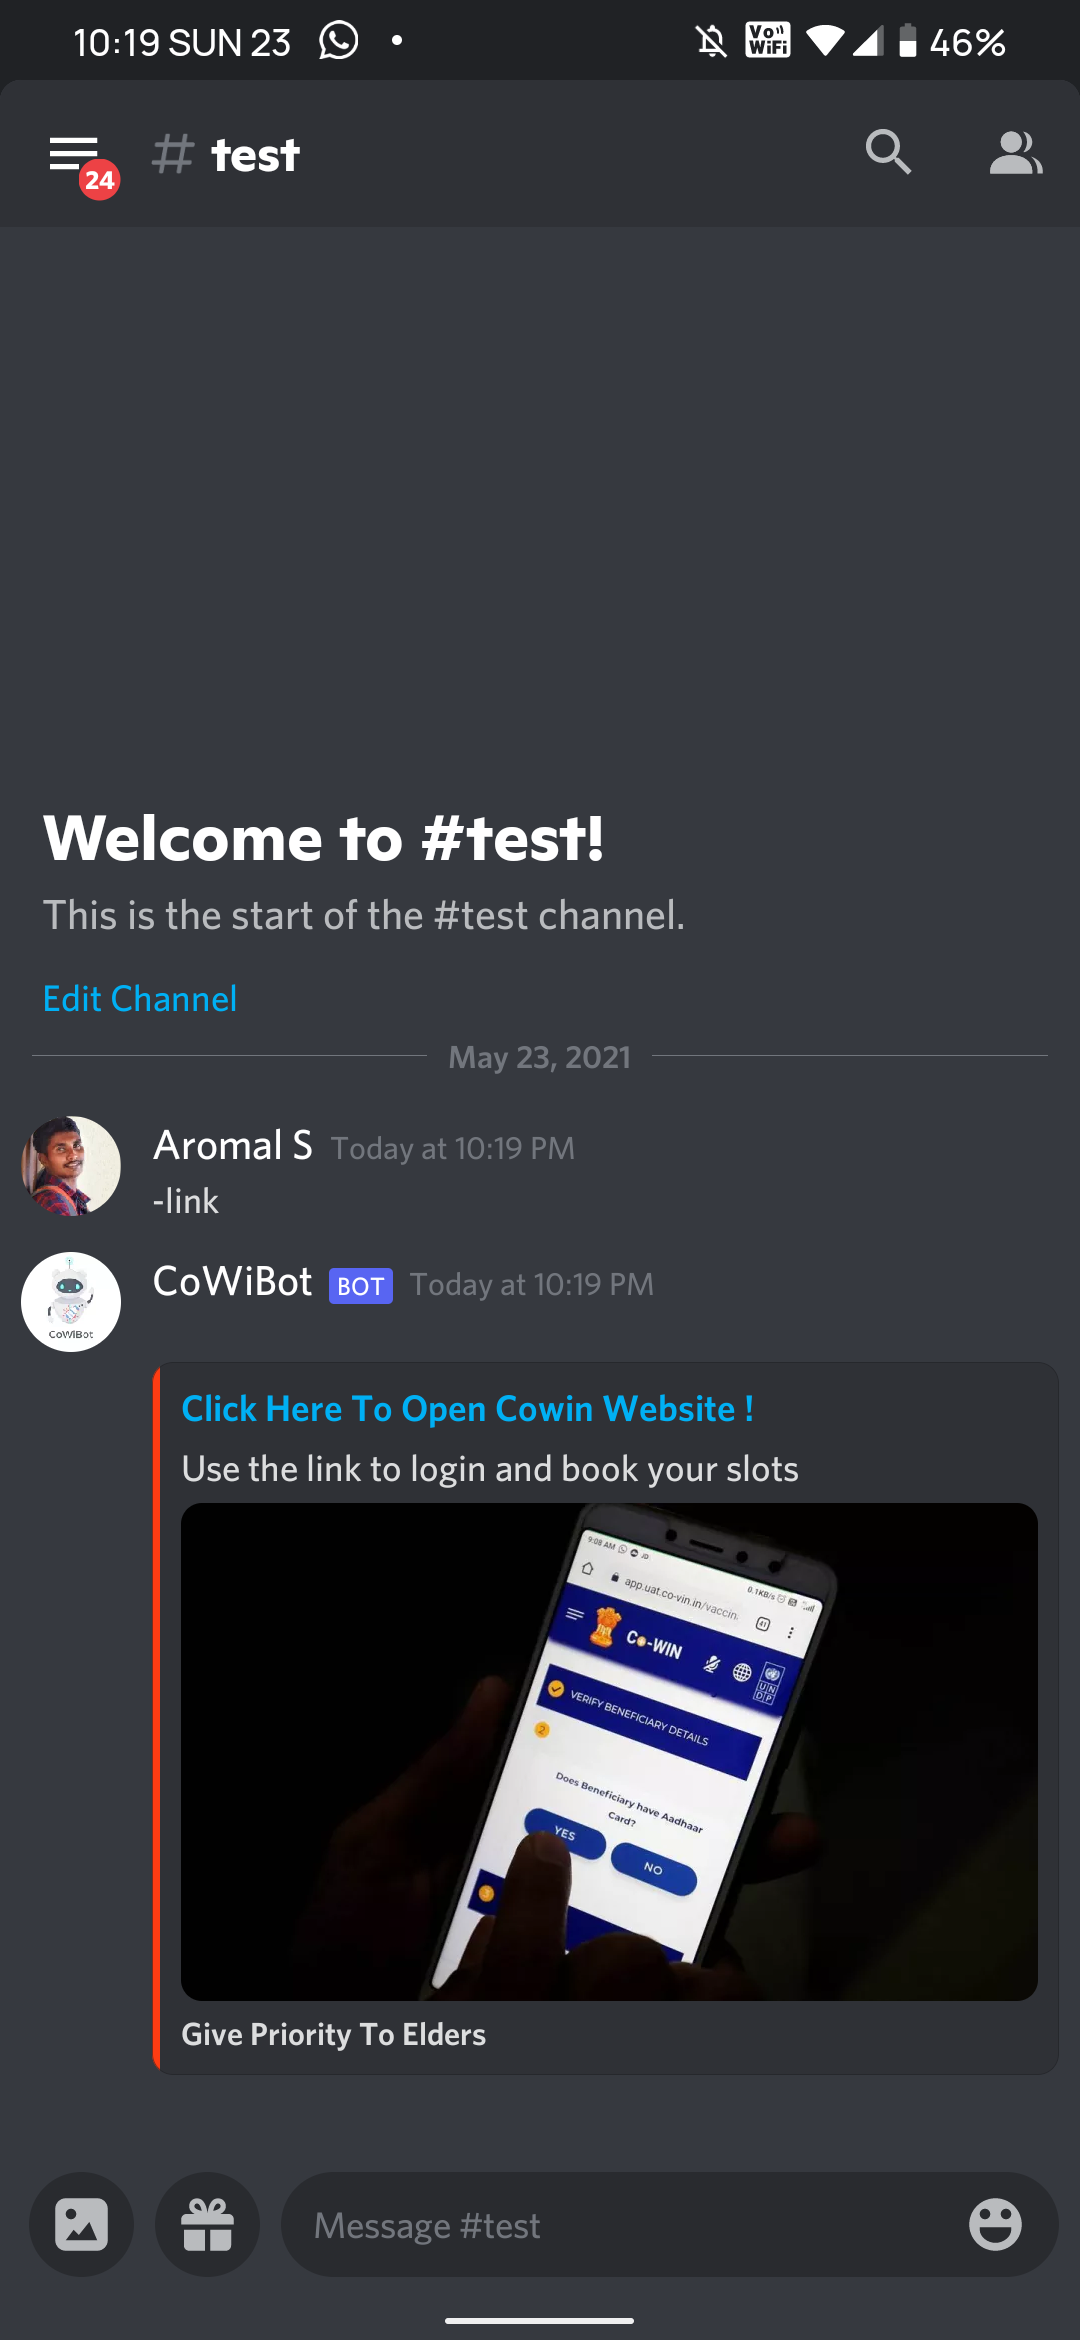 10:19 SUN 23
Vo WiFi
46%
24
# test
Welcome to #test!
This is the start of the #test channel.
Edit Channel
May 23, 2021
Aromal S Today at 10:19 PM
-link
CoWiBot BOT Today at 10:19 PM
CoWiBot
Click Here To Open Cowin Website !
Use the link to login and book your slots
9:08 AM
0.1KB/s
app.uat.co-vin.in/vaccin
41
Co-WIN
UN
DP
VERIFY BENEFICIARY DETAILS
2
Does Beneficiary have Aadhaar
Card?
YES
NO
3
Give Priority To Elders
Message #test